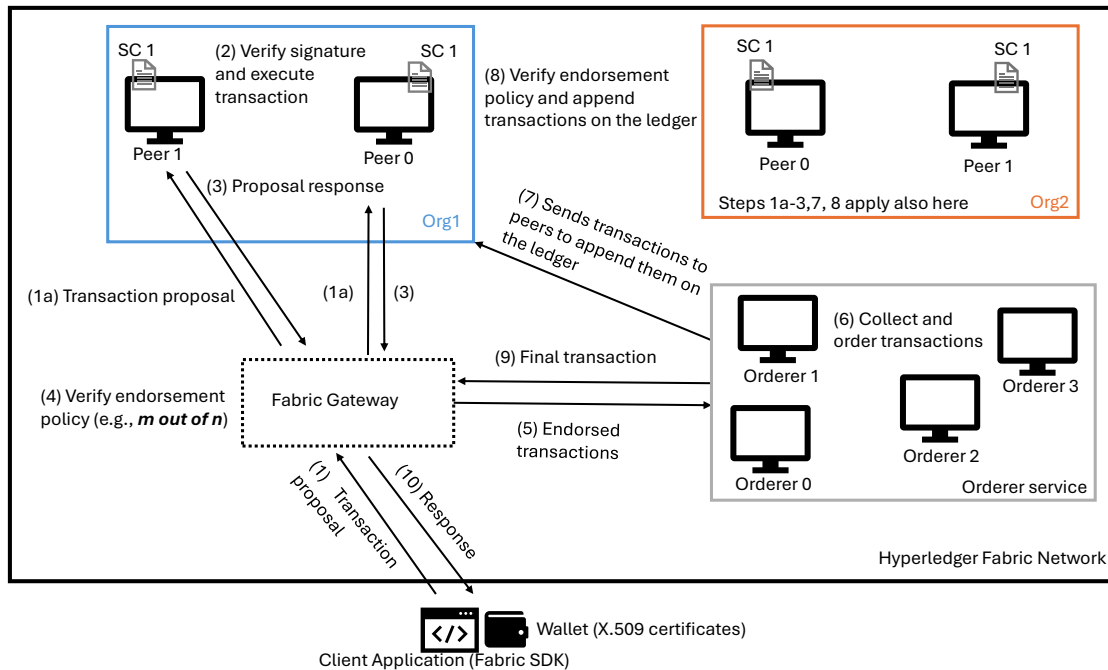 SC 1
(2) Verify signature
and execute
transaction
SC 1
Peer 1
Peer 0
(3) Proposal response
Org1
(8) Verify endorsement
policy and append
transactions on the ledger
SC 1
SC 1
Peer 0
Peer 1
Steps 1a-3,7, 8 apply also here
Org2
(7) Sends transactions to
peers to append them on
the ledger
(1a) Transaction proposal
(1a)
(3)
(6) Collect and
order transactions
Orderer 1
Orderer 3
Orderer 2
Orderer 0
Orderer service
(9) Final transaction
(4) Verify endorsement
policy (e.g., m out of n)
Fabric Gateway
(5) Endorsed
transactions
(1) Transaction
proposal
(10) Response
Hyperledger Fabric Network
Wallet (X.509 certificates)
Client Application (Fabric SDK)